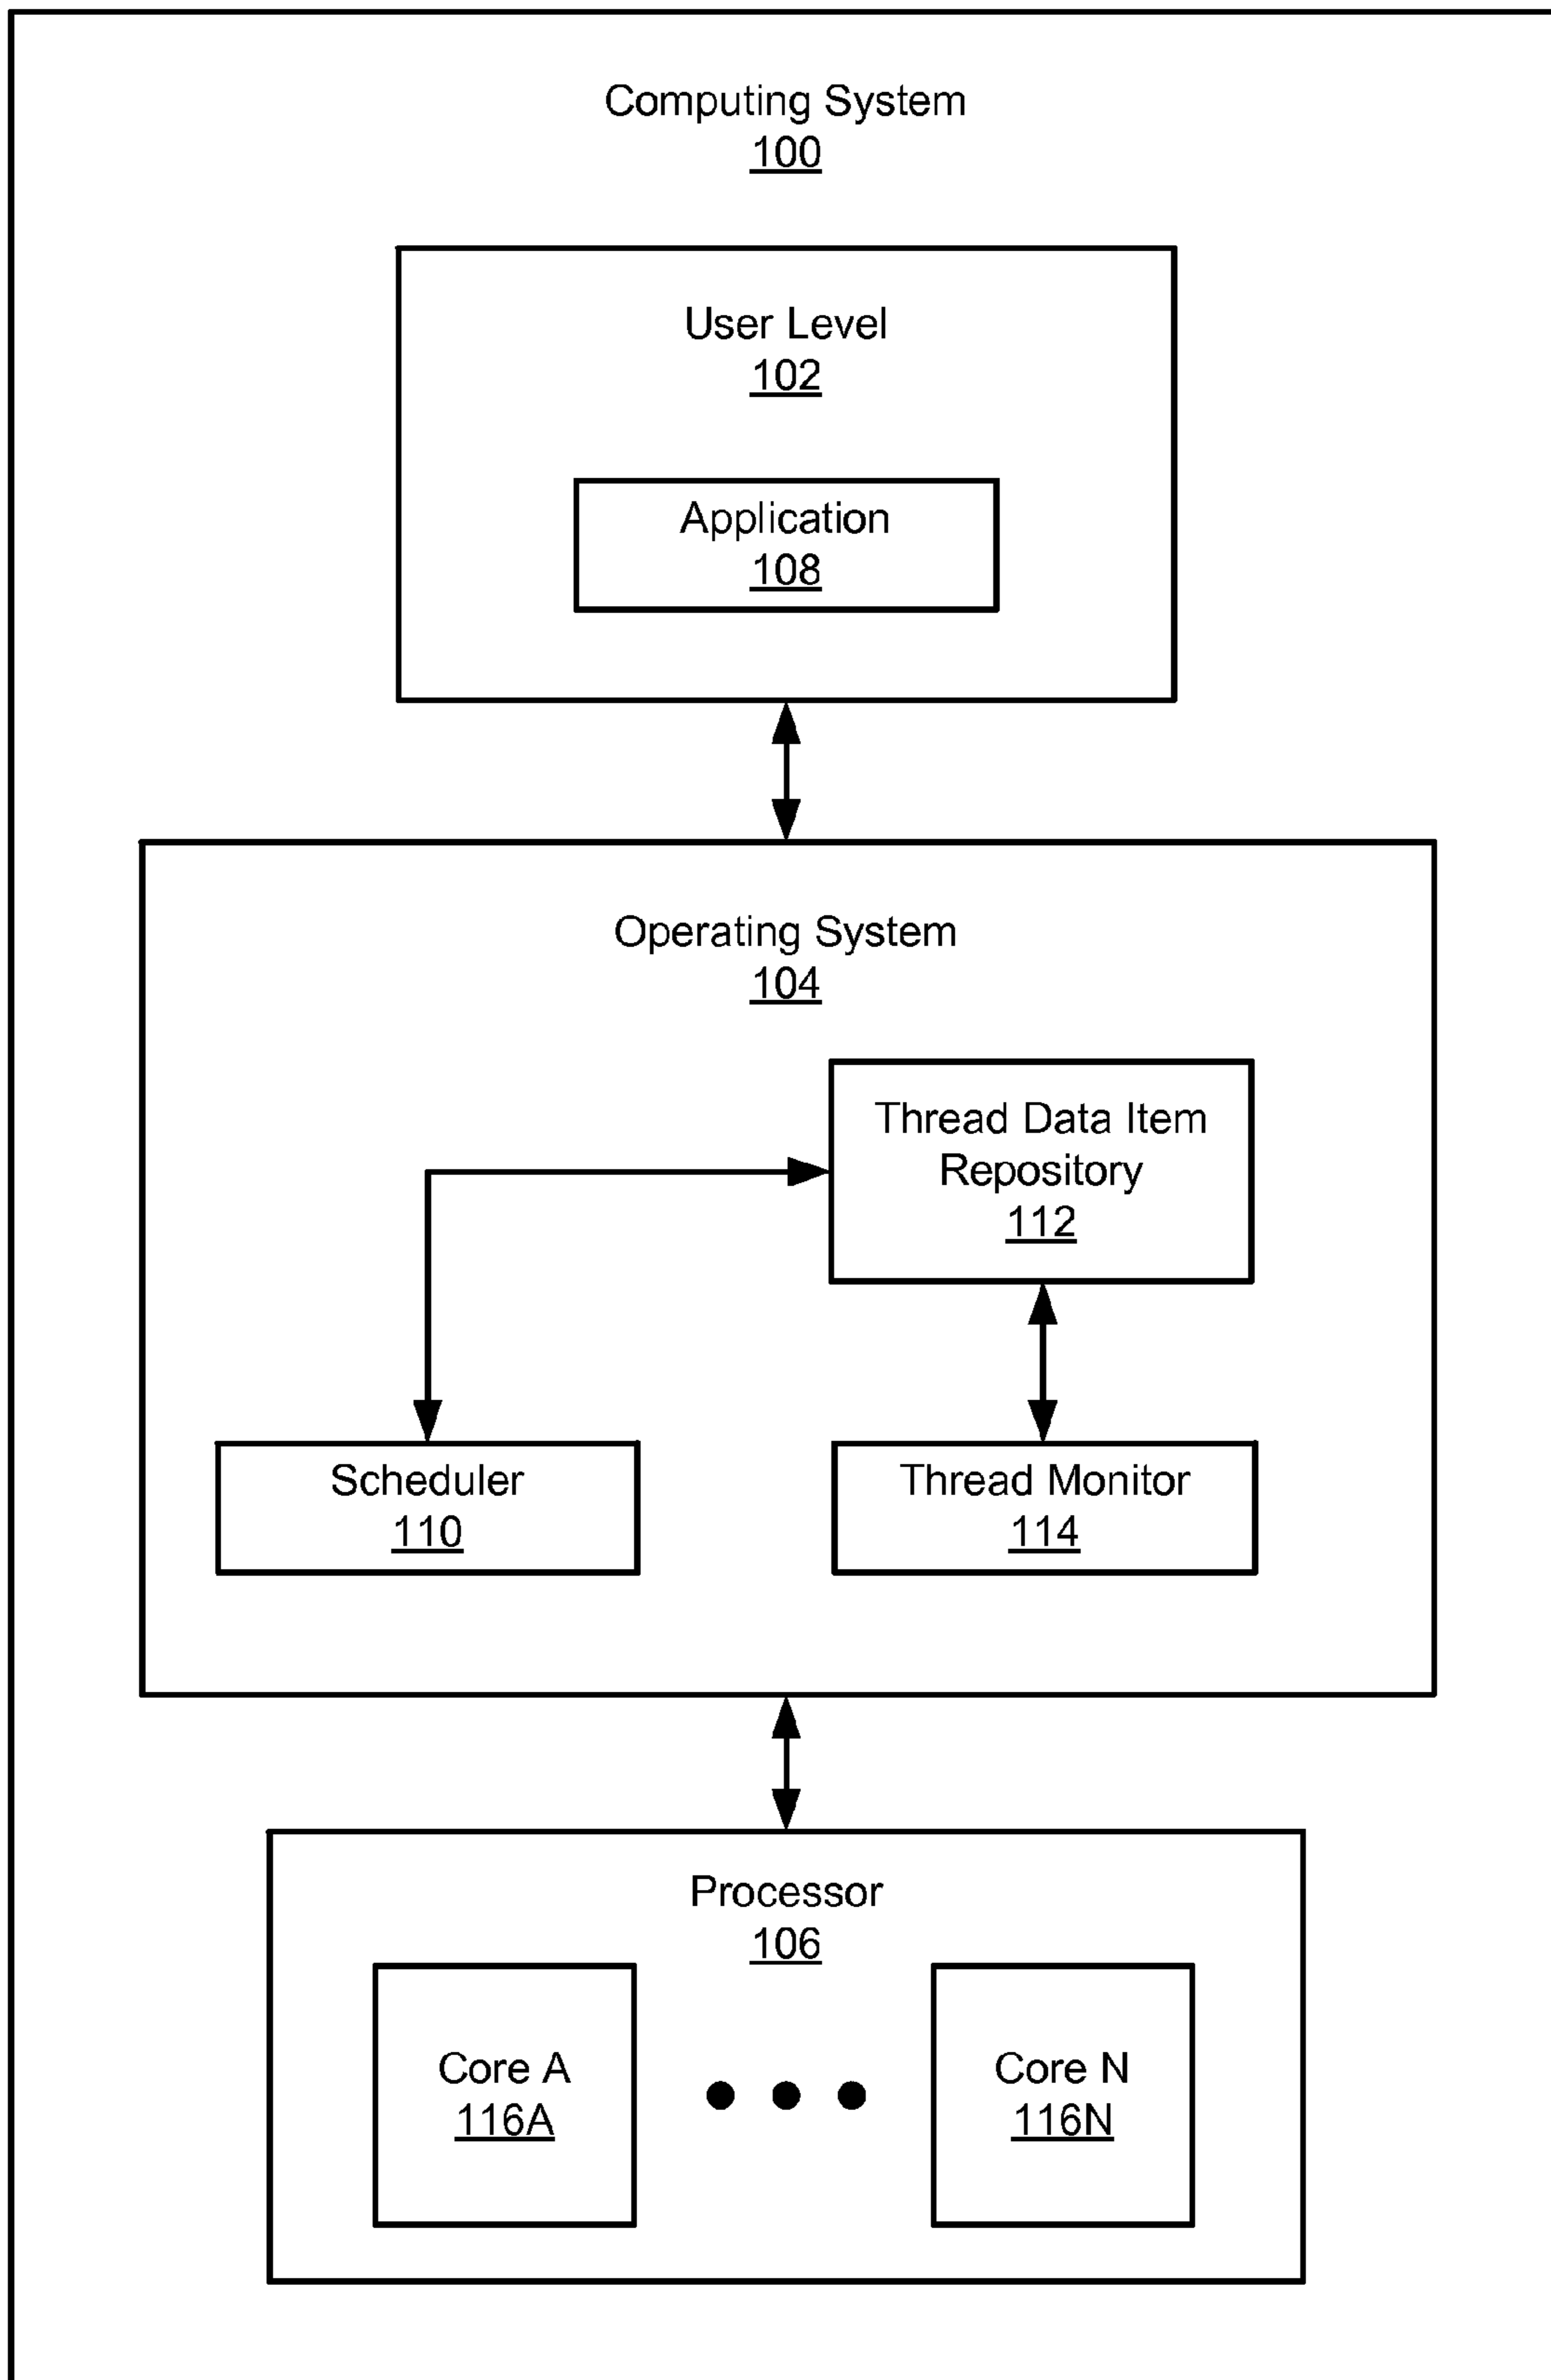 Computing System
100
User Level
102
Application
108
Operating System
104
Thread Data Item
Repository
112
Scheduler
110
Thread Monitor
114
Processor
106
Core A
116A
Core N
116N